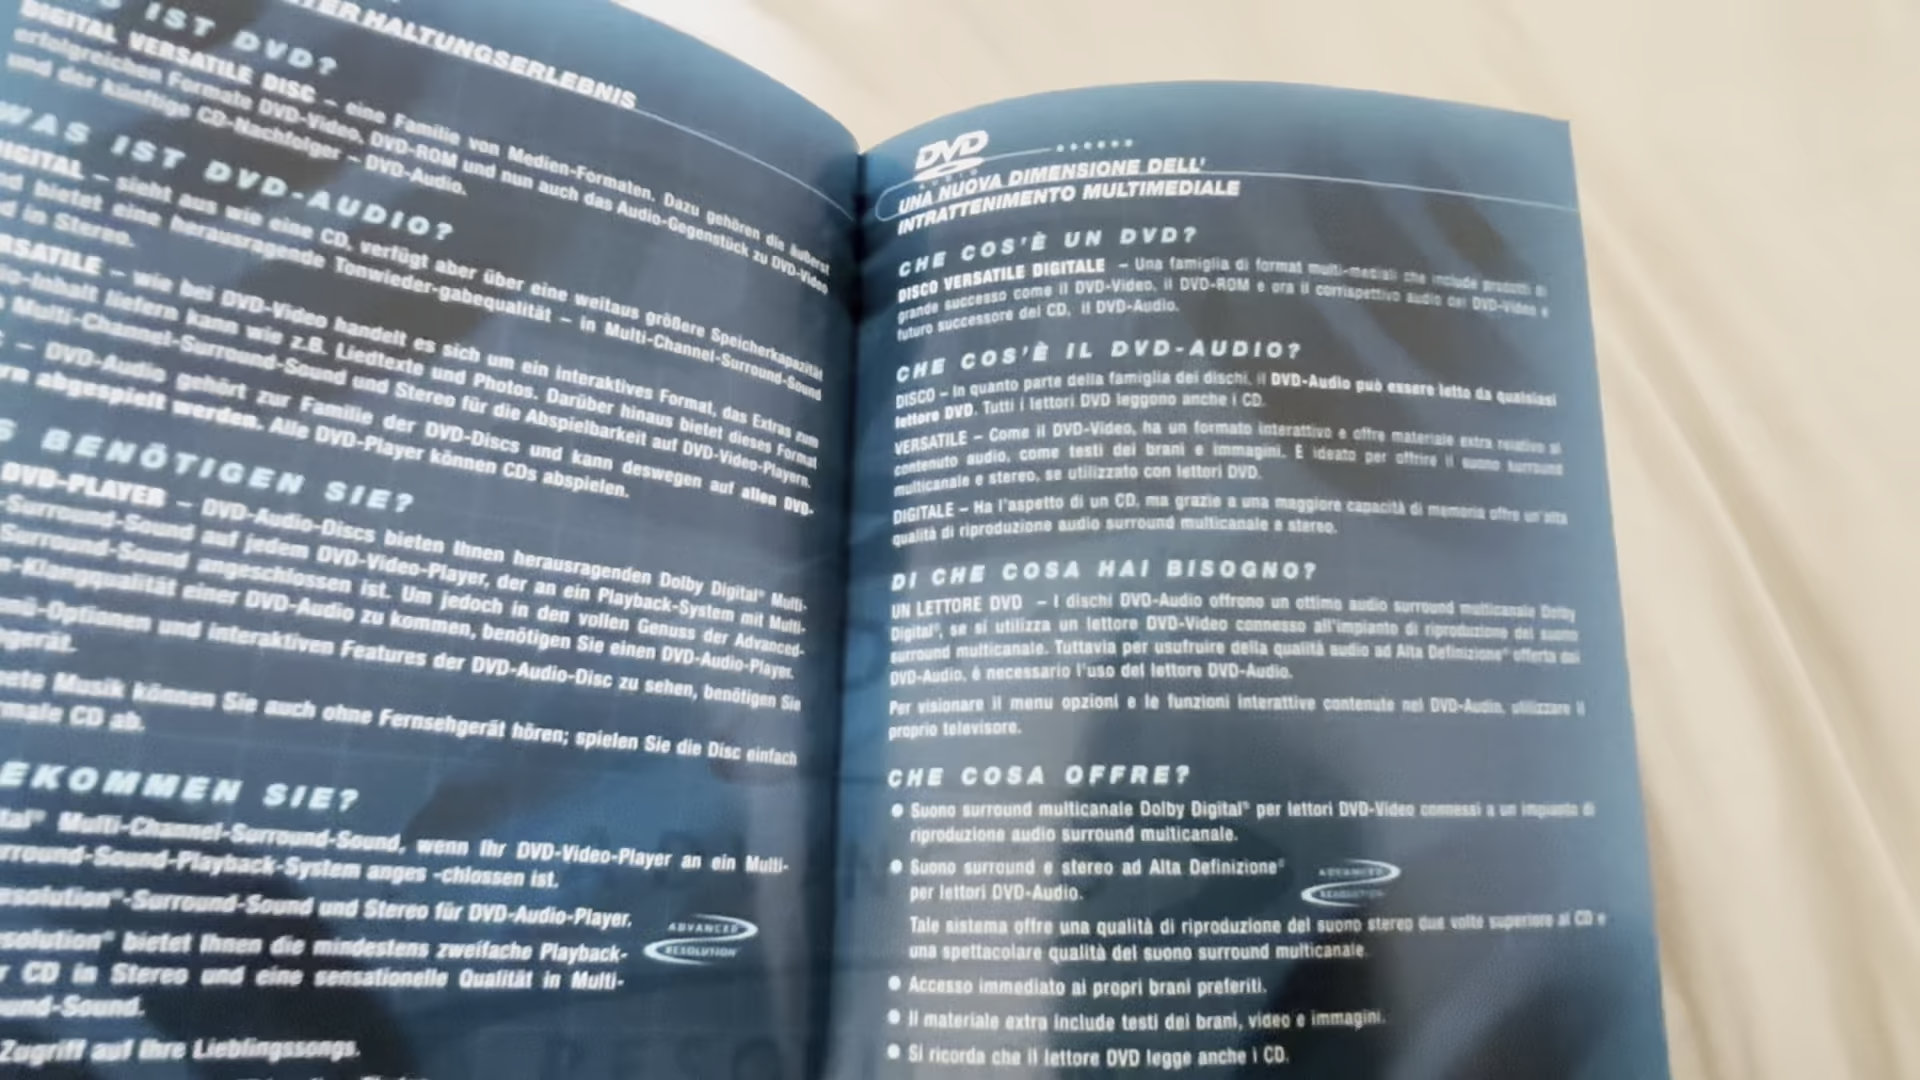 IST DVD?
TERHALTUNGSERLEBNIS
DIGITAL VERSATILE DISC – eine Familie von Medien-Formaten. Dazu gehören die äußerst
erfolgreichen Formate DVD-Video, DVD-ROM und nun auch das Audio-Gegenstück zu DVD-Video
und der künftige CD-Nachfolger – DVD-Audio.
WAS IST DVD-AUDIO?
DIGITAL – sieht aus wie eine CD, verfügt aber über eine weitaus größere Speicherkapazität
nd bietet eine herausragende Tonwieder-gabequalität – in Multi-Channel-Surround-Sound
d in Stereo.
RSATILE – wie bei DVD-Video handelt es sich um ein interaktives Format, das Extras zum
io-Inhalt liefern kann wie z.B. Liedtexte und Photos. Darüber hinaus bietet dieses Format
Multi-Channel-Surround-Sound und Stereo für die Abspielbarkeit auf DVD-Video-Playern.
– DVD-Audio gehört zur Familie der DVD-Discs und kann deswegen auf allen DVD-
rn abgespielt werden. Alle DVD-Player können CDs abspielen.
S BENÖTIGEN SIE?
DVD-PLAYER – DVD-Audio-Discs bieten Ihnen herausragenden Dolby Digital® Multi-
-Surround-Sound auf jedem DVD-Video-Player, der an ein Playback-System mit Multi-
Surround-Sound angeschlossen ist. Um jedoch in den vollen Genuss der Advanced-
n-Klangqualität einer DVD-Audio zu kommen, benötigen Sie einen DVD-Audio-Player.
enü-Optionen und interaktiven Features der DVD-Audio-Disc zu sehen, benötigen Sie
hgerät.
nete Musik können Sie auch ohne Fernsehgerät hören; spielen Sie die Disc einfach
rmale CD ab.
EKOMMEN SIE?
tal® Multi-Channel-Surround-Sound, wenn Ihr DVD-Video-Player an ein Multi-
rround-Sound-Playback-System anges -chlossen ist.
esolution®-Surround-Sound und Stereo für DVD-Audio-Player.
esolution® bietet Ihnen die mindestens zweifache Playback-
r CD in Stereo und eine sensationelle Qualität in Multi-
ound-Sound.
ADVANCED
RESOLUTION
Zugriff auf Ihre Lieblingssongs.
DVD
AUDIO
UNA NUOVA DIMENSIONE DELL'
INTRATTENIMENTO MULTIMEDIALE
CHE COS'È UN DVD?
DISCO VERSATILE DIGITALE – Una famiglia di format multi-mediali che include prodotti di
grande successo come il DVD-Video, il DVD-ROM e ora il corrispettivo audio del DVD-Video e
futuro successore del CD, il DVD-Audio.
CHE COS'È IL DVD-AUDIO?
DISCO – In quanto parte della famiglia dei dischi, il DVD-Audio può essere letto da qualsiasi
lettore DVD. Tutti i lettori DVD leggono anche i CD.
VERSATILE – Come il DVD-Video, ha un formato interattivo e offre materiale extra relativo al
contenuto audio, come testi dei brani e immagini. E ideato per offrire il suono surround
multicanale e stereo, se utilizzato con lettori DVD.
DIGITALE – Ha l'aspetto di un CD, ma grazie a una maggiore capacità di memoria offre un'alta
qualità di riproduzione audio surround multicanale e stereo.
DI CHE COSA HAI BISOGNO?
UN LETTORE DVD – I dischi DVD-Audio offrono un ottimo audio surround multicanale Dolby
Digital®, se si utilizza un lettore DVD-Video connesso all'impianto di riproduzione del suono
surround multicanale. Tuttavia per usufruire della qualità audio ad Alta Definizione® offerta dai
DVD-Audio, è necessario l'uso del lettore DVD-Audio.
Per visionare il menu opzioni e le funzioni interattive contenute nel DVD-Audio, utilizzare il
proprio televisore.
CHE COSA OFFRE?
● Suono surround multicanale Dolby Digital® per lettori DVD-Video connessi a un impianto di
riproduzione audio surround multicanale.
● Suono surround e stereo ad Alta Definizione®
per lettori DVD-Audio.
ADVANCED
RESOLUTION
Tale sistema offre una qualità di riproduzione del suono stereo due volte superiore al CD e
una spettacolare qualità del suono surround multicanale.
● Accesso immediato ai propri brani preferiti.
● Il materiale extra include testi dei brani, video e immagini.
● Si ricorda che il lettore DVD legge anche i CD.